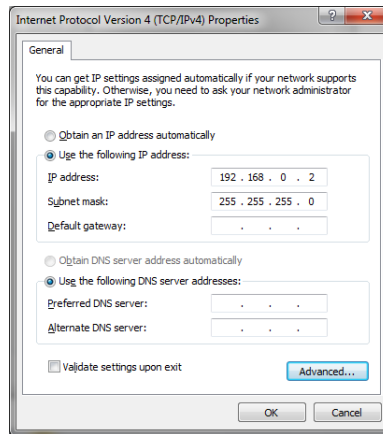 Internet Protocol Version 4 (TCP/IPv4) Properties
General
You can get IP settings assigned automatically if your network supports
this capability. Otherwise, you need to ask your network administrator
for the appropriate IP settings.
Obtain an IP address automatically
Use the following IP address:
IP address: 192 . 168 . 0 . 2
Subnet mask: 255 . 255 . 255 . 0
Default gateway: . . .
Obtain DNS server address automatically
Use the following DNS server addresses:
Preferred DNS server: . . .
Alternate DNS server: . . .
Validate settings upon exit
Advanced...
OK Cancel